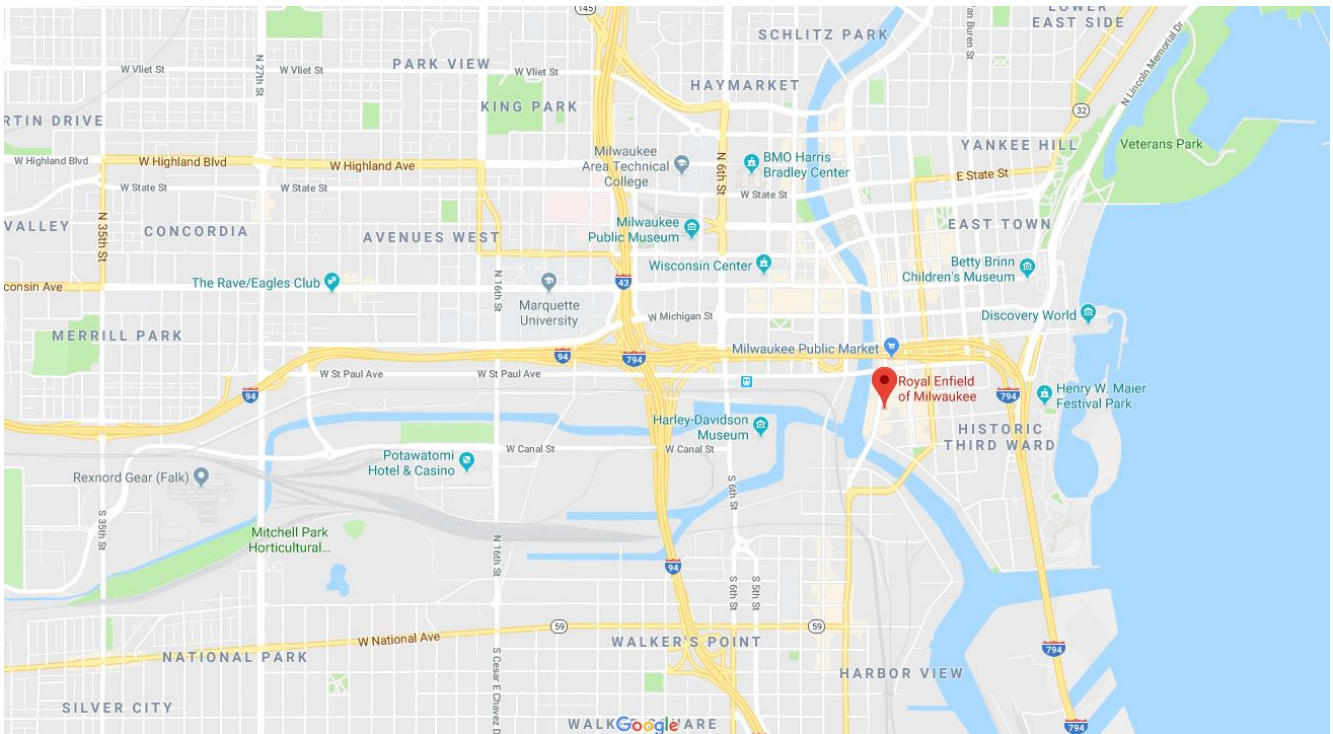 145
LOWER
EAST SIDE
SCHLITZ PARK
N Lincoln Memorial Dr
N 27th St
W Vliet St
W Vliet St
PARK VIEW
W Vliet St
HAYMARKET
KING PARK
32
RTIN DRIVE
YANKEE HILL
Veterans Park
W Highland Blvd
W Highland Blvd
W Highland Ave
Milwaukee
Area Technical
College
N 6th St
BMO Harris
Bradley Center
E State St
W State St
W State St
W State St
VALLEY
N 35th St
CONCORDIA
AVENUES WEST
Milwaukee
Public Museum
EAST TOWN
Wisconsin Center
Betty Brinn
Children's Museum
consin Ave
The Rave/Eagles Club
N 16th St
Marquette
University
43
W Michigan St
Discovery World
MERRILL PARK
94
794
Milwaukee Public Market
W St Paul Ave
W St Paul Ave
94
Royal Enfield
of Milwaukee
794
Henry W. Maier
Festival Park
Harley-Davidson
Museum
HISTORIC
THIRD WARD
W Canal St
W Canal St
Potawatomi
Hotel & Casino
Rexnord Gear (Falk)
S 6th St
S 35th St
Mitchell Park
Horticultural...
N 16th St
94
S 6th St
S 5th St
W National Ave
59
59
WALKER'S POINT
794
NATIONAL PARK
S Cesar E Chavez D
HARBOR VIEW
SILVER CITY
Google
794